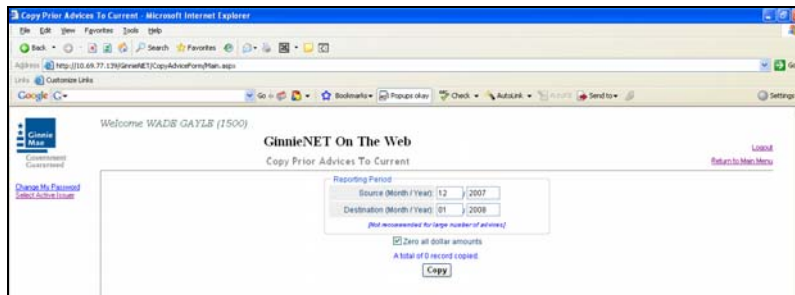 Copy Prior Advices To Current - Microsoft Internet Explorer
File Edit View Favorites Tools Help
Back Search Favorites
Address http://10.69.77.139/GinnieNET/CopyAdviceForm/Main.aspx Go
Links Customize Links
Google G Go Bookmarks Popups okay Check AutoLink Send to Settings
Ginnie Mae
Government Guaranteed
Welcome WADE GAYLE (1500)
GinnieNET On The Web
Copy Prior Advices To Current
Logout
Return to Main Menu
Change My Password
Select Active Issuer
Reporting Period
Source (Month / Year): 12 / 2007
Destination (Month / Year): 01 / 2008
[Not recommended for large number of advices]
Zero all dollar amounts
A total of 0 record copied.
Copy